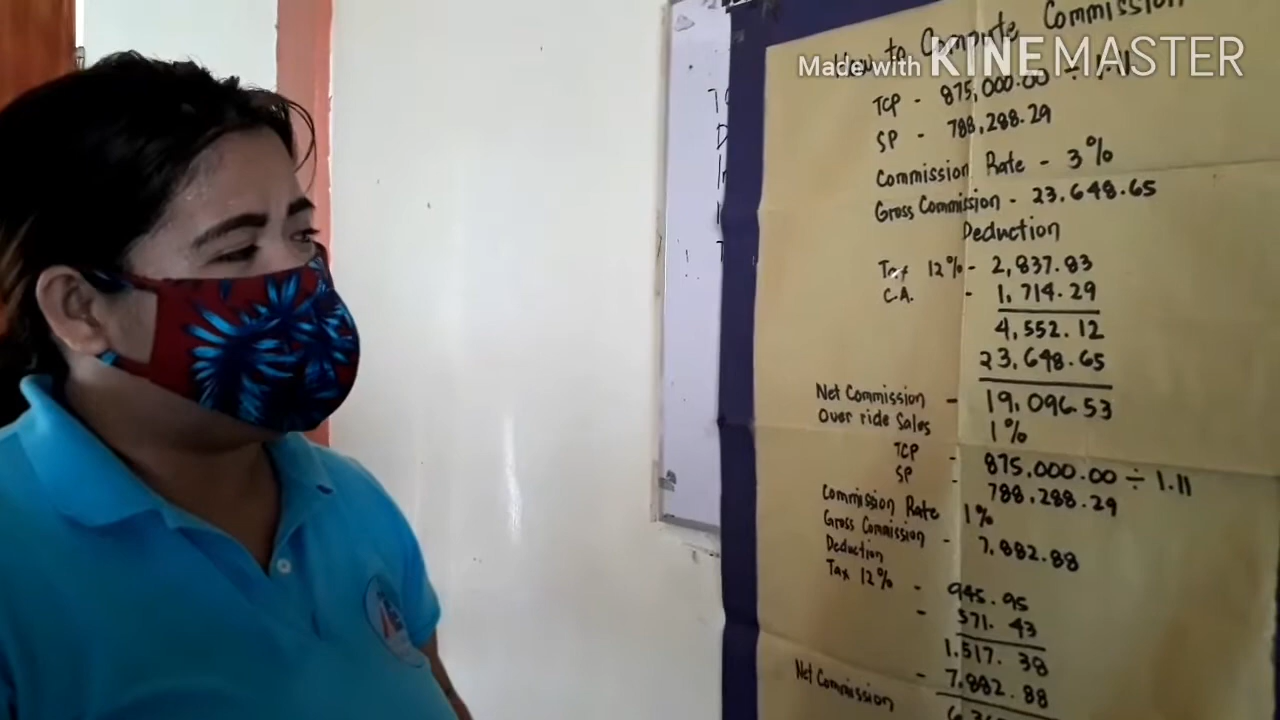 Made with KINEMASTER
How to Compute Commission
TCP - 875,000.00 ÷ 1.11
SP - 788,288.29
Commission Rate - 3%
Gross Commission - 23,648.65
Deduction
Tax 12% - 2,837.83
C.A. - 1,714.29
4,552.12
23,648.65
Net Commission - 19,096.53
Over ride Sales 1%
TCP - 875,000.00 ÷ 1.11
SP - 788,288.29
Commission Rate 1%
Gross Commission - 7,882.88
Deduction
Tax 12% - 945.95
- 571.43
1,517.38
Net Commission - 7,882.88